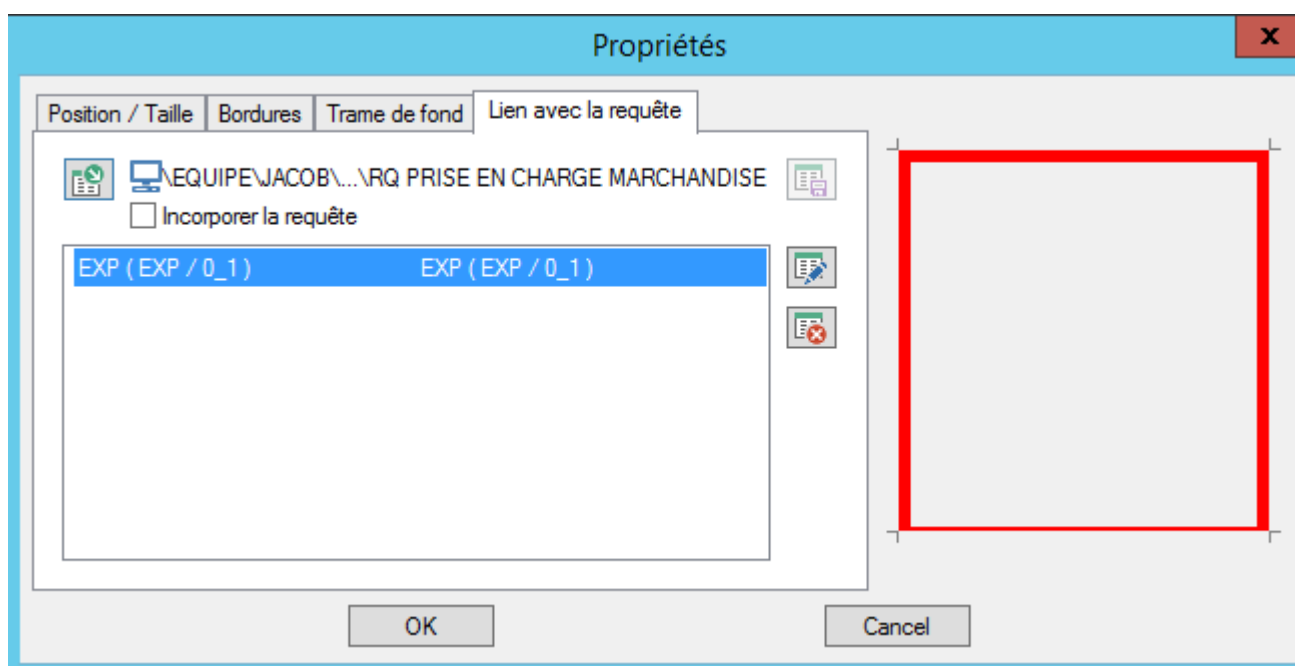 Propriétés
x
Position / Taille Bordures Trame de fond Lien avec la requête
\EQUIPE\JACOB\...\RQ PRISE EN CHARGE MARCHANDISE
Incorporer la requête
EXP ( EXP / 0_1 ) EXP ( EXP / 0_1 )
OK Cancel